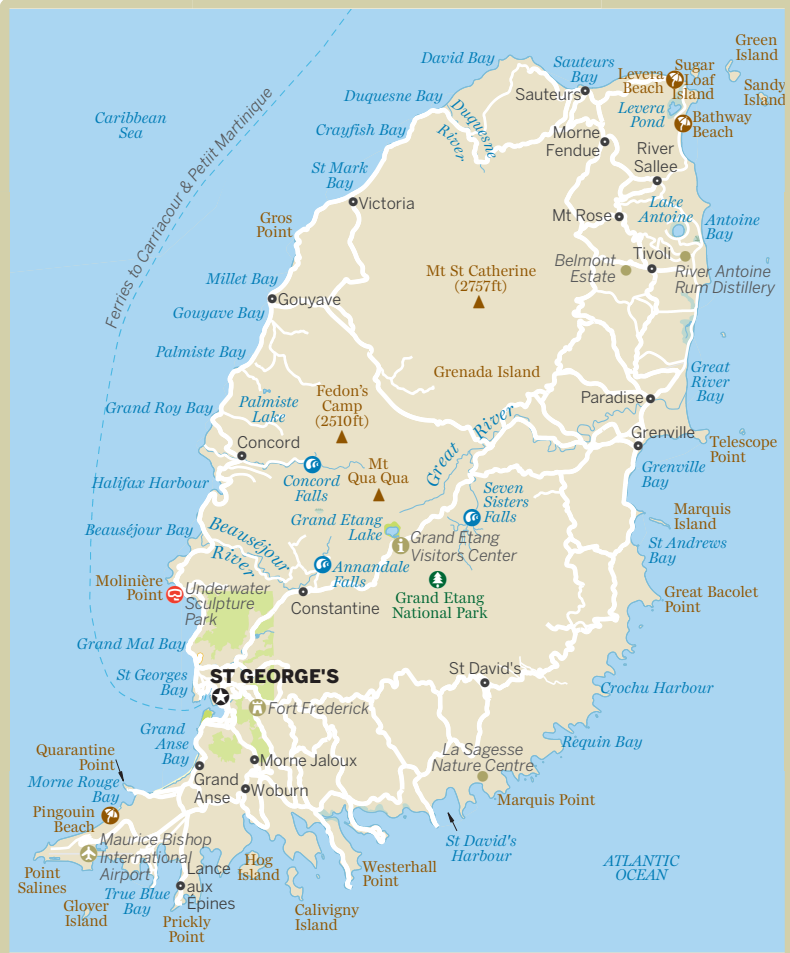 Green
Island
David Bay
Sauteurs
Bay
Levera
Beach
Sugar
Loaf
Island
Sandy
Island
Duquesne Bay
Sauteurs
Levera
Pond
Bathway
Beach
Caribbean
Sea
Crayfish Bay
Duquesne
River
Morne
Fendue
River
Sallee
St Mark
Bay
Victoria
Ferries to Carriacour & Petiit Martinique
Gros
Point
Mt Rose
Lake
Antoine
Antoine
Bay
Belmont
Estate
Tivoli
River Antoine
Rum Distillery
Mt St Catherine
(2757ft)
Millet Bay
Gouyave
Gouyave Bay
Palmiste Bay
Grenada Island
Great
River
Bay
Grand Roy Bay
Palmiste
Lake
Fedon's
Camp
(2510ft)
Paradise
Great River
Grenville
Telescope
Point
Concord
Mt
Qua Qua
Grenville
Bay
Halifax Harbour
Concord
Falls
Seven
Sisters
Falls
Marquis
Island
Beauséjour Bay
Beauséjour
River
Grand Etang
Lake
Grand Etang
Visitors Center
St Andrews
Bay
Annandale
Falls
Molinière
Point
Underwater
Sculpture
Park
Constantine
Grand Etang
National Park
Great Bacolet
Point
Grand Mal Bay
St Georges
Bay
ST GEORGE'S
St David's
Crochu Harbour
Fort Frederick
Grand
Anse
Bay
Requin Bay
Quarantine
Point
Morne Jaloux
La Sagesse
Nature Centre
Morne Rouge
Bay
Grand
Anse
Woburn
Marquis Point
Pingouin
Beach
Maurice Bishop
International
Airport
St David's
Harbour
Point
Salines
Lance
aux
Épines
Hog
Island
Westerhall
Point
ATLANTIC
OCEAN
Glover
Island
True Blue
Bay
Prickly
Point
Calivigny
Island